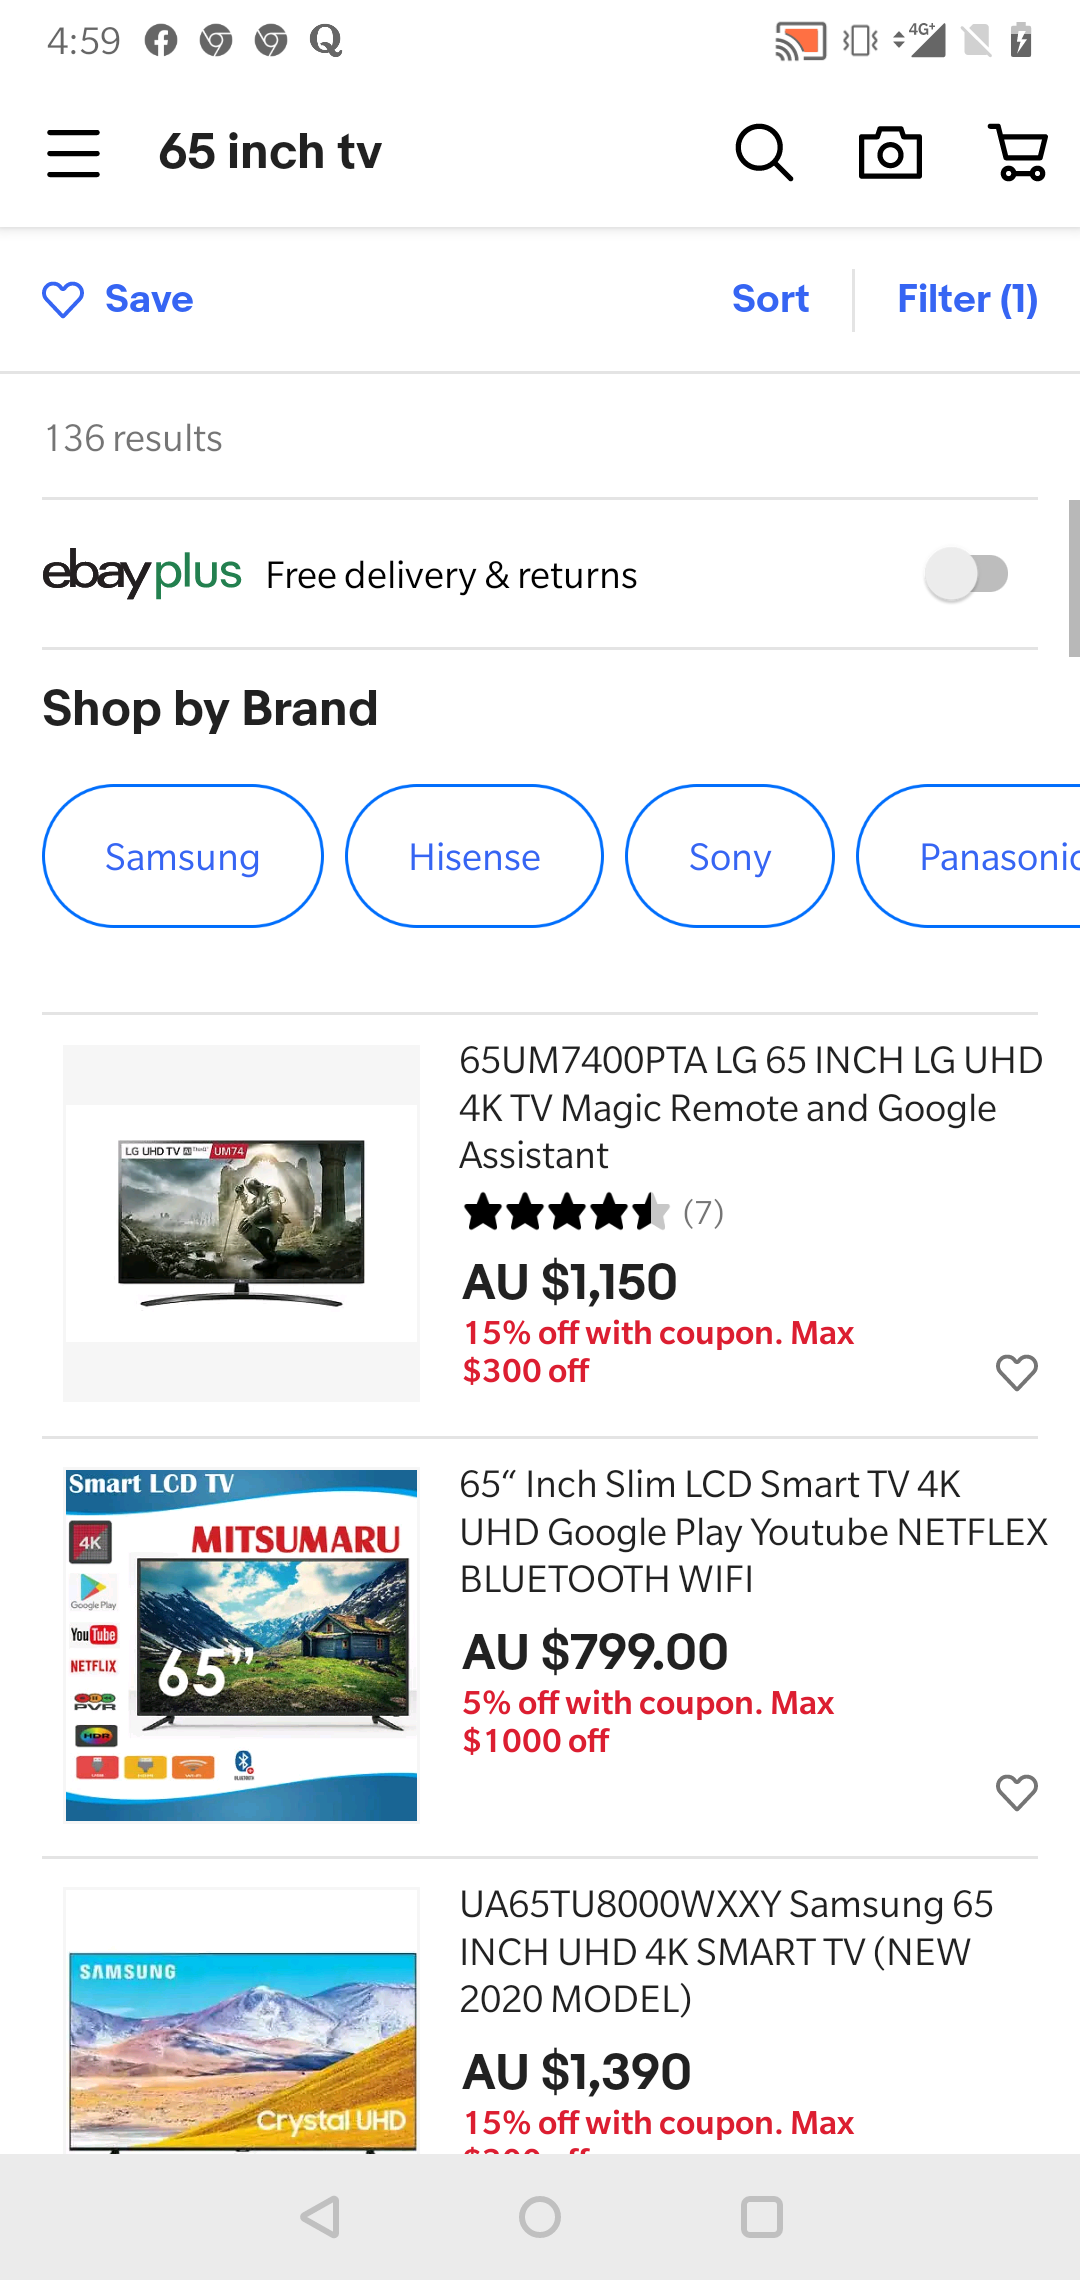 4:59
4G+
65 inch tv
Save
Sort
Filter (1)
136 results
ebayplus Free delivery & returns
Shop by Brand
Samsung
Hisense
Sony
Panasonic
LG UHD TV AI ThinQ UM74
65UM7400PTA LG 65 INCH LG UHD
4K TV Magic Remote and Google
Assistant
(7)
AU $1,150
15% off with coupon. Max
$300 off
Smart LCD TV
MITSUMARU
4K
Google Play
YouTube
NETFLIX
PVR
HDR
65”
BLUETOOTH
65“ Inch Slim LCD Smart TV 4K
UHD Google Play Youtube NETFLEX
BLUETOOTH WIFI
AU $799.00
5% off with coupon. Max
$1000 off
SAMSUNG
Crystal UHD
UA65TU8000WXXY Samsung 65
INCH UHD 4K SMART TV (NEW
2020 MODEL)
AU $1,390
15% off with coupon. Max